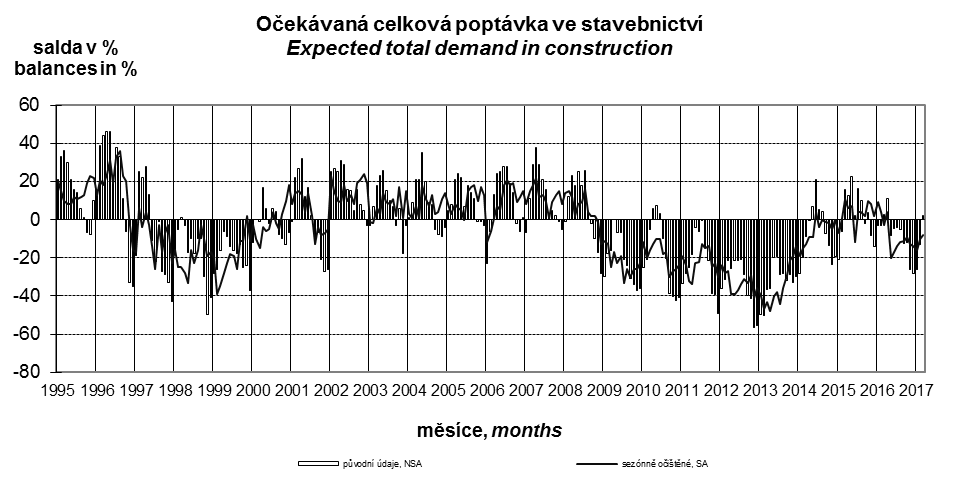 Očekávaná celková poptávka ve stavebnictví
Expected total demand in construction
salda v %
balances in %
60
40
20
0
-20
-40
-60
-80
1995 1996 1997 1998 1999 2000 2001 2002 2003 2004 2005 2006 2007 2008 2009 2010 2011 2012 2013 2014 2015 2016 2017
měsíce, months
původní údaje, NSA
sezónně očištěné, SA